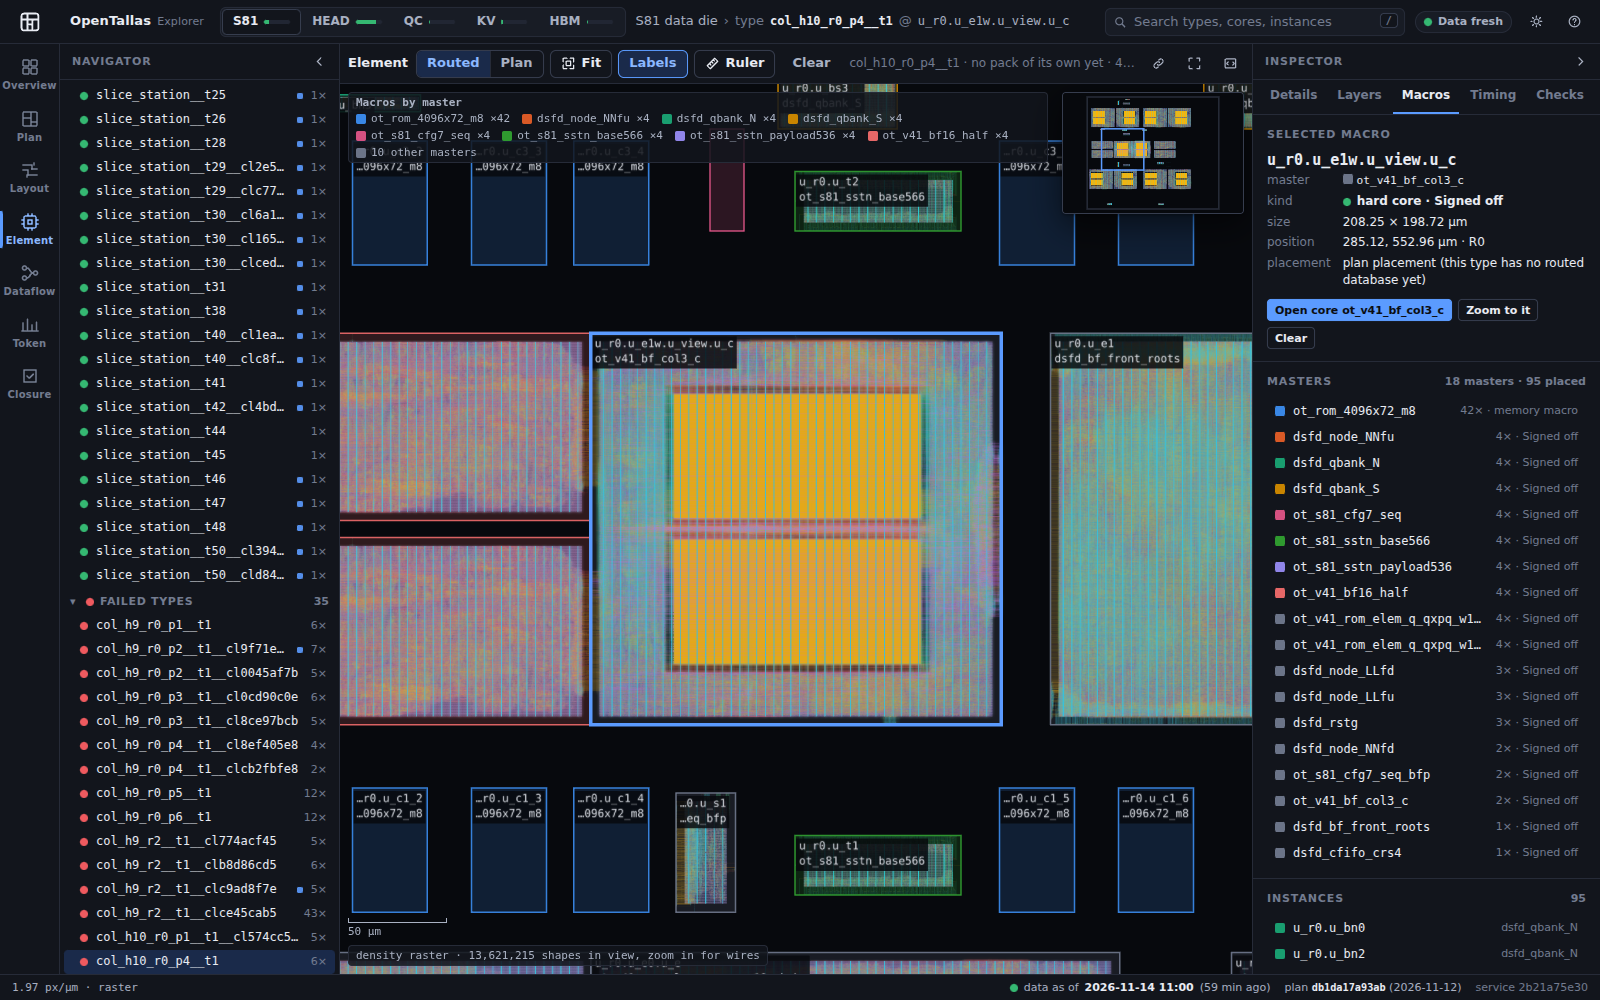 OpenTallas Explorer
S81 HEAD QC KV HBM
S81 data die › type col_h10_r0_p4__t1 @ u_r0.u_e1w.u_view.u_c
Search types, cores, instructions /
Data fresh
Overview
Plan
Layout
Element
Dataflow
Token
Closure
NAVIGATOR
slice_station__t25 1×
slice_station__t26 1×
slice_station__t28 1×
slice_station__t29__cl2e5… 1×
slice_station__t29__clc77… 1×
slice_station__t30__cl6a1… 1×
slice_station__t30__cl165… 1×
slice_station__t30__clced… 1×
slice_station__t31 1×
slice_station__t38 1×
slice_station__t40__cl1ea… 1×
slice_station__t40__clc8f… 1×
slice_station__t41 1×
slice_station__t42__cl4bd… 1×
slice_station__t44 1×
slice_station__t45 1×
slice_station__t46 1×
slice_station__t47 1×
slice_station__t48 1×
slice_station__t50__cl394… 1×
slice_station__t50__cld84… 1×
FAILED TYPES 35
col_h9_r0_p1__t1 6×
col_h9_r0_p2__t1__cl9f71e… 7×
col_h9_r0_p2__t1__cl0045af7b 5×
col_h9_r0_p3__t1__cl0cd90c0e 6×
col_h9_r0_p3__t1__cl8ce97bcb 5×
col_h9_r0_p4__t1__cl8ef405e8 4×
col_h9_r0_p4__t1__clcb2fbfe8 2×
col_h9_r0_p5__t1 12×
col_h9_r0_p6__t1 12×
col_h9_r2__t1__cl774acf45 5×
col_h9_r2__t1__clb8d86cd5 6×
col_h9_r2__t1__clc9ad8f7e 5×
col_h9_r2__t1__clce45cab5 43×
col_h10_r0_p1__t1__cl574cc5… 5×
col_h10_r0_p4__t1 6×
Element Routed Plan Fit Labels Ruler Clear col_h10_r0_p4__t1 · no pack of its own yet · 4…
Macros by master
ot_rom_4096x72_m8 ×42 dsfd_node_NNfu ×4 dsfd_qbank_N ×4 dsfd_qbank_S ×4
ot_s81_cfg7_seq ×4 ot_s81_sstn_base566 ×4 ot_s81_sstn_payload536 ×4 ot_v41_bf16_half ×4
10 other masters
u_r0.u_bs3
…096x72_m8
…096x72_m8
u_r0.u_t2
ot_s81_sstn_base566
u_r0.u_e1w.u_view.u_c
ot_v41_bf_col3_c
u_r0.u_e1
dsfd_bf_front_roots
…r0.u_c1_2
…096x72_m8
…r0.u_c1_3
…096x72_m8
…r0.u_c1_4
…096x72_m8
…0.u_s1
…eq_bfp
u_r0.u_t1
ot_s81_sstn_base566
…r0.u_c1_5
…096x72_m8
…r0.u_c1_6
…096x72_m8
50 µm
density raster · 13,621,215 shapes in view, zoom in for wires
INSPECTOR
Details Layers Macros Timing Checks
SELECTED MACRO
u_r0.u_e1w.u_view.u_c
master ot_v41_bf_col3_c
kind hard core · Signed off
size 208.25 × 198.72 µm
position 285.12, 552.96 µm · R0
placement plan placement (this type has no routed database yet)
Open core ot_v41_bf_col3_c Zoom to it
Clear
MASTERS 18 masters · 95 placed
ot_rom_4096x72_m8 42× · memory macro
dsfd_node_NNfu 4× · Signed off
dsfd_qbank_N 4× · Signed off
dsfd_qbank_S 4× · Signed off
ot_s81_cfg7_seq 4× · Signed off
ot_s81_sstn_base566 4× · Signed off
ot_s81_sstn_payload536 4× · Signed off
ot_v41_bf16_half 4× · Signed off
ot_v41_rom_elem_q_qxpq_w1… 4× · Signed off
ot_v41_rom_elem_q_qxpq_w1… 4× · Signed off
dsfd_node_LLfd 3× · Signed off
dsfd_node_LLfu 3× · Signed off
dsfd_rstg 3× · Signed off
dsfd_node_NNfd 2× · Signed off
ot_s81_cfg7_seq_bfp 2× · Signed off
ot_v41_bf_col3_c 2× · Signed off
dsfd_bf_front_roots 1× · Signed off
dsfd_cfifo_crs4 1× · Signed off
INSTANCES 95
u_r0.u_bn0 dsfd_qbank_N
u_r0.u_bn2 dsfd_qbank_N
1.97 px/µm · raster
data as of 2026-11-14 11:00 (59 min ago) plan db1da17a93ab (2026-11-12) service 2b21a75e30